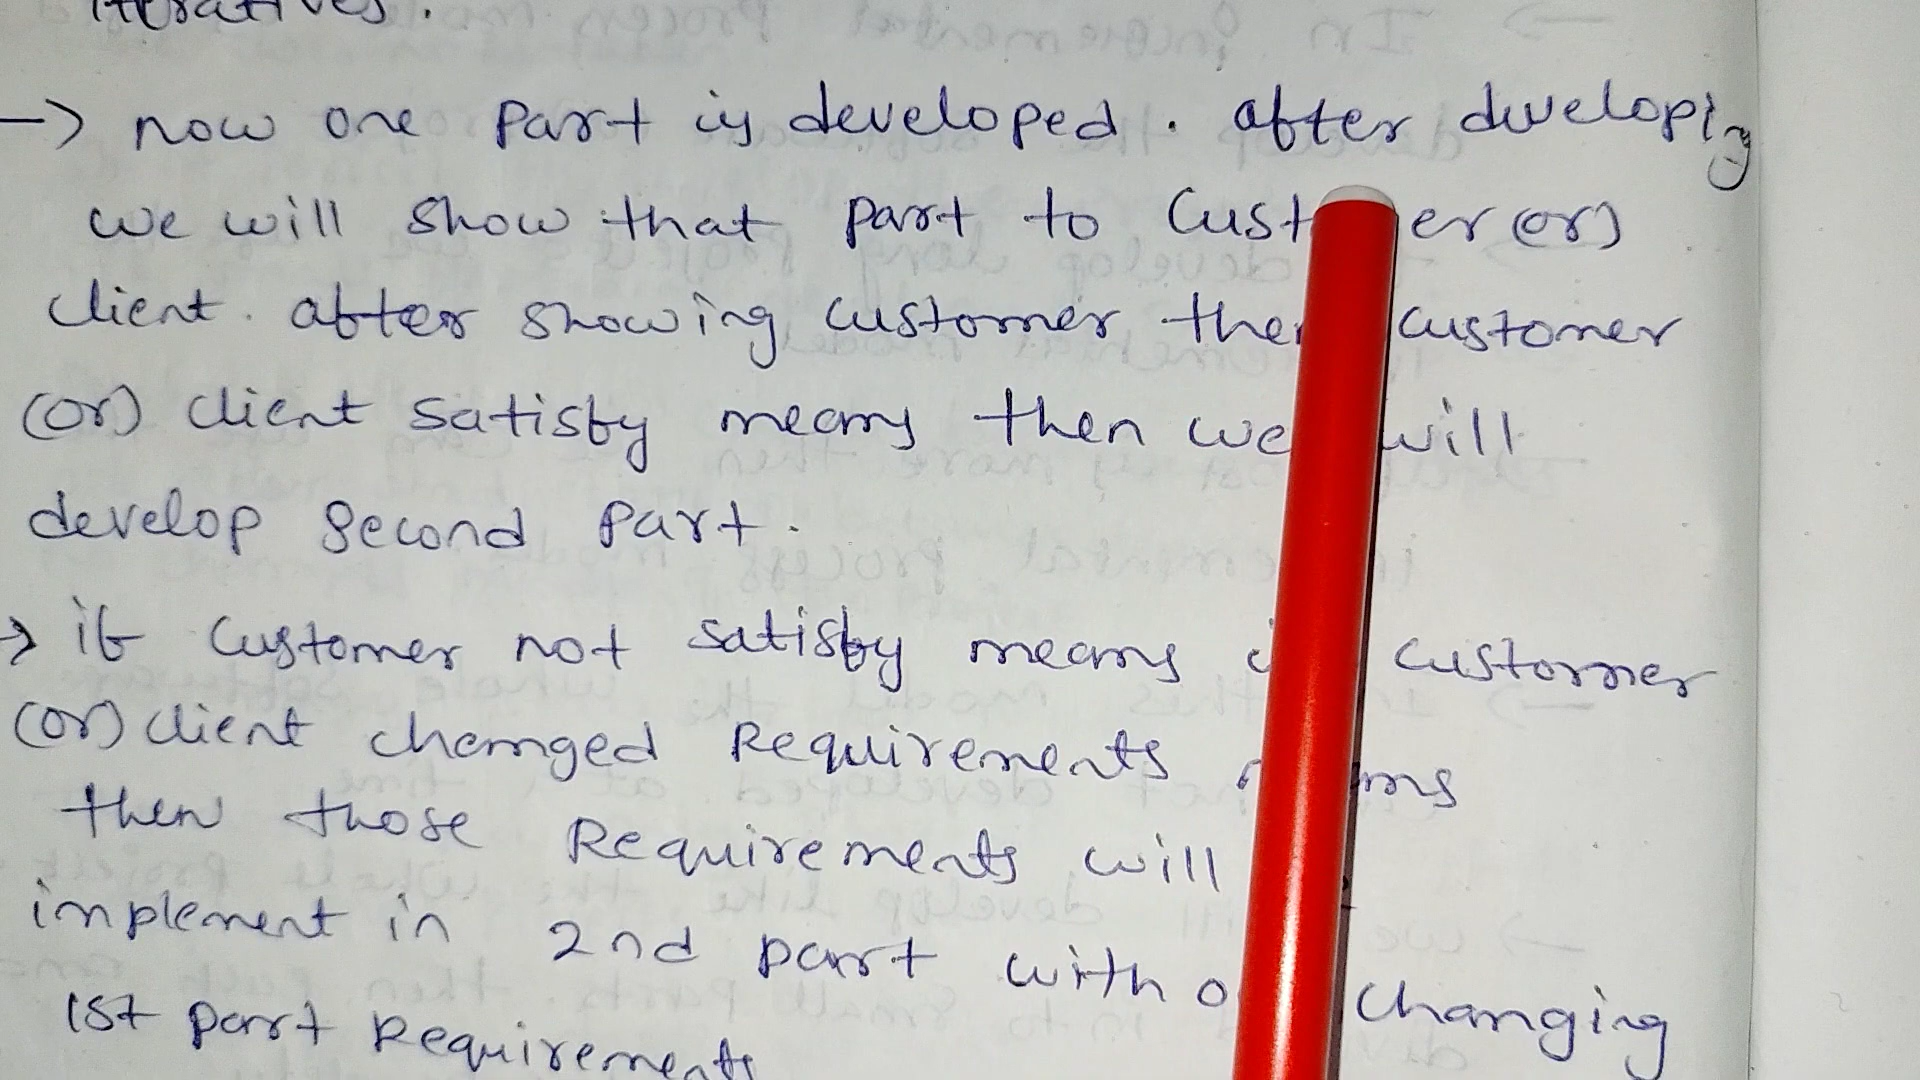 iteratives.
-> now one part is developed. after developing
we will show that part to Cust er (or)
client. after showing customer the customer
(or) client satisfy means then we will
develop second part.
-> if customer not satisfy means customer
(or) client changed Requirements
then those Requirements will
implement in 2nd part with o changing
1st part Requirements